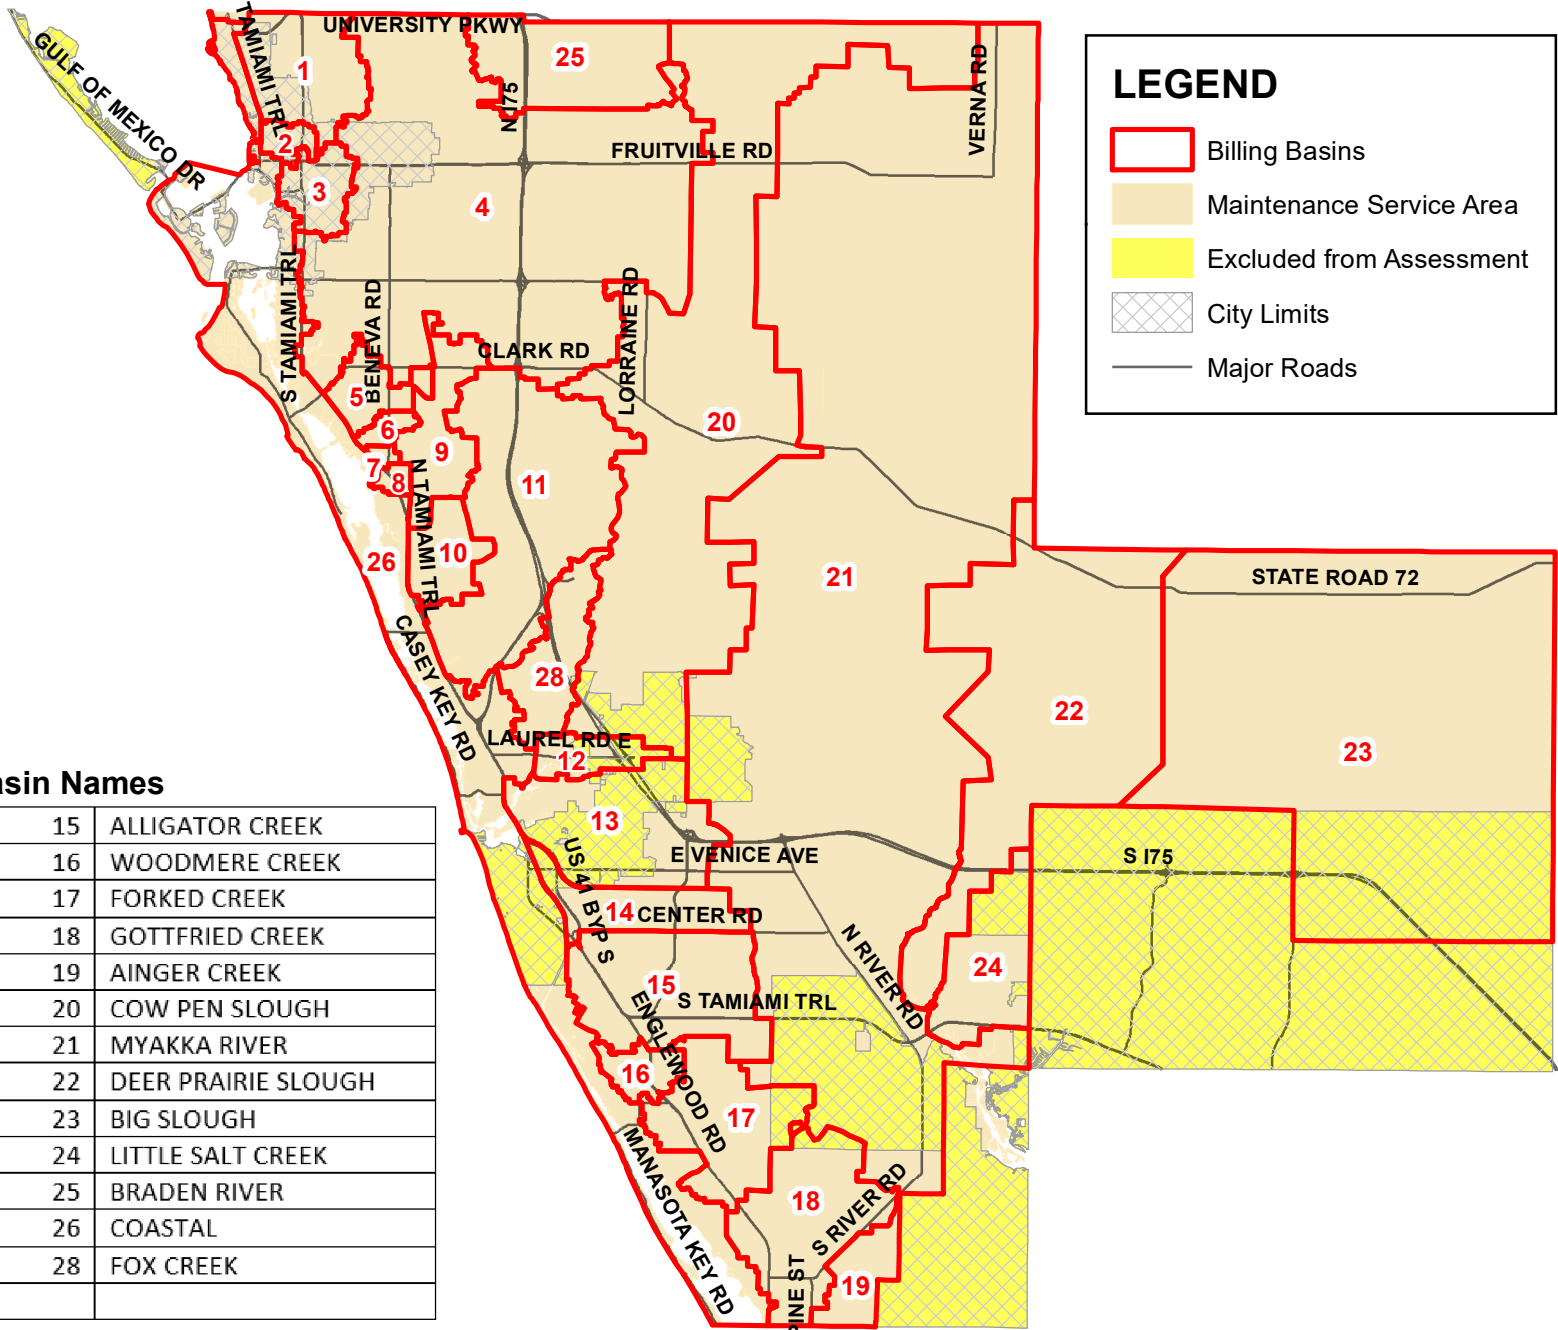 UNIVERSITY PKWY
TAMIAMI TRL
GULF OF MEXICO DR
N I75
VERNA RD
FRUITVILLE RD
1
2
3
4
25
S TAMIAMI TRL
BENEVA RD
CLARK RD
LORRAINE RD
5
6
7
8
9
10
11
20
21
26
N TAMIAMI TRL
CASEY KEY RD
STATE ROAD 72
22
23
28
LAUREL RD E
12
13
E VENICE AVE
US 41 BYP S
S I75
14
CENTER RD
N RIVER RD
24
15
S TAMIAMI TRL
ENGLEWOOD RD
16
17
MANASOTA KEY RD
18
S RIVER RD
19
PINE ST
LEGEND
Billing Basins
Maintenance Service Area
Excluded from Assessment
City Limits
Major Roads
asin Names
15 ALLIGATOR CREEK
16 WOODMERE CREEK
17 FORKED CREEK
18 GOTTFRIED CREEK
19 AINGER CREEK
20 COW PEN SLOUGH
21 MYAKKA RIVER
22 DEER PRAIRIE SLOUGH
23 BIG SLOUGH
24 LITTLE SALT CREEK
25 BRADEN RIVER
26 COASTAL
28 FOX CREEK